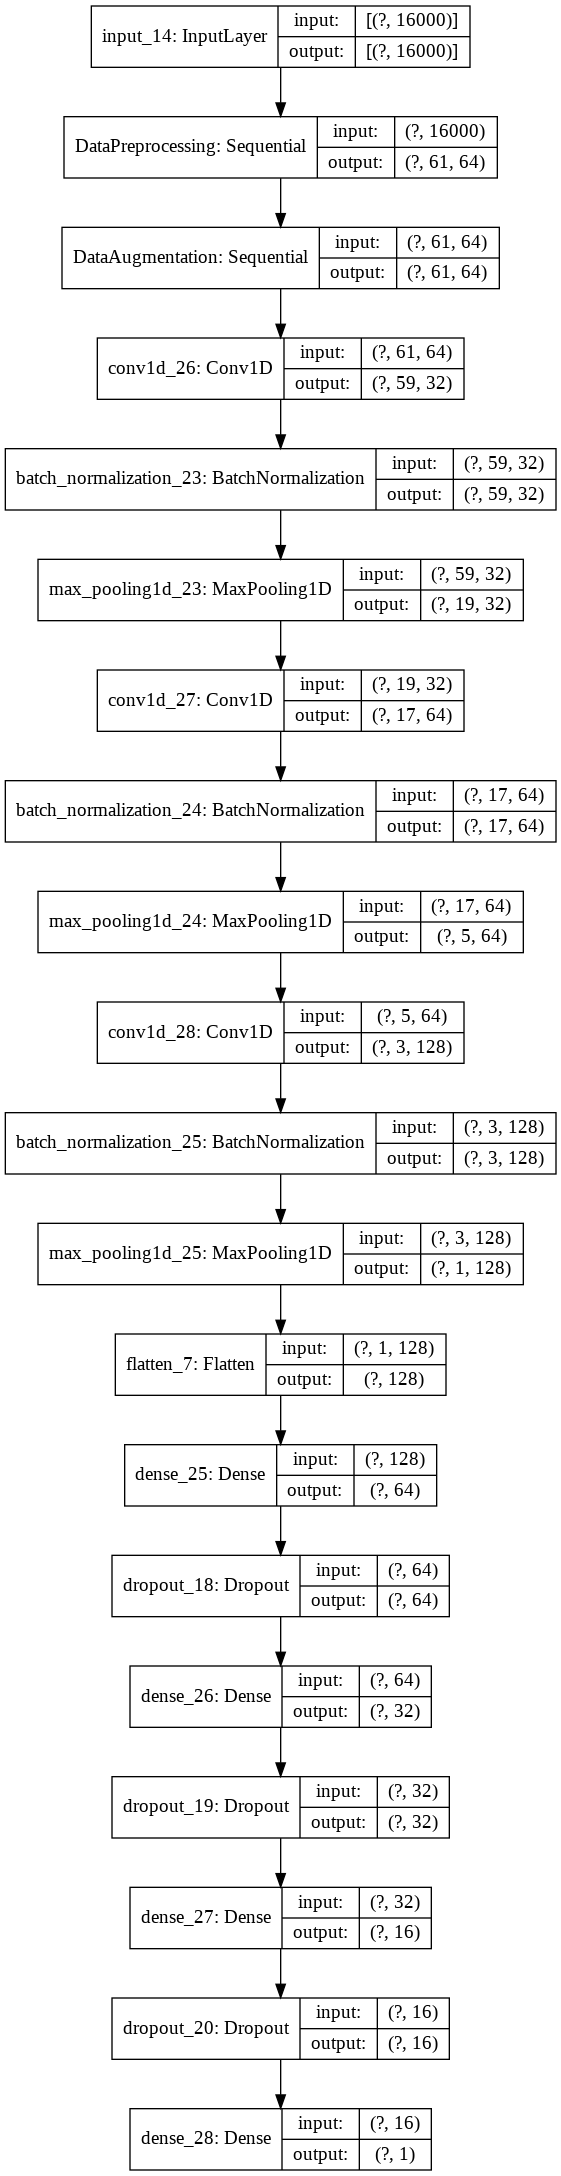 input_14: InputLayer input: [(?, 16000)]
output: [(?, 16000)]
DataPreprocessing: Sequential input: (?, 16000)
output: (?, 61, 64)
DataAugmentation: Sequential input: (?, 61, 64)
output: (?, 61, 64)
conv1d_26: Conv1D input: (?, 61, 64)
output: (?, 59, 32)
batch_normalization_23: BatchNormalization input: (?, 59, 32)
output: (?, 59, 32)
max_pooling1d_23: MaxPooling1D input: (?, 59, 32)
output: (?, 19, 32)
conv1d_27: Conv1D input: (?, 19, 32)
output: (?, 17, 64)
batch_normalization_24: BatchNormalization input: (?, 17, 64)
output: (?, 17, 64)
max_pooling1d_24: MaxPooling1D input: (?, 17, 64)
output: (?, 5, 64)
conv1d_28: Conv1D input: (?, 5, 64)
output: (?, 3, 128)
batch_normalization_25: BatchNormalization input: (?, 3, 128)
output: (?, 3, 128)
max_pooling1d_25: MaxPooling1D input: (?, 3, 128)
output: (?, 1, 128)
flatten_7: Flatten input: (?, 1, 128)
output: (?, 128)
dense_25: Dense input: (?, 128)
output: (?, 64)
dropout_18: Dropout input: (?, 64)
output: (?, 64)
dense_26: Dense input: (?, 64)
output: (?, 32)
dropout_19: Dropout input: (?, 32)
output: (?, 32)
dense_27: Dense input: (?, 32)
output: (?, 16)
dropout_20: Dropout input: (?, 16)
output: (?, 16)
dense_28: Dense input: (?, 16)
output: (?, 1)